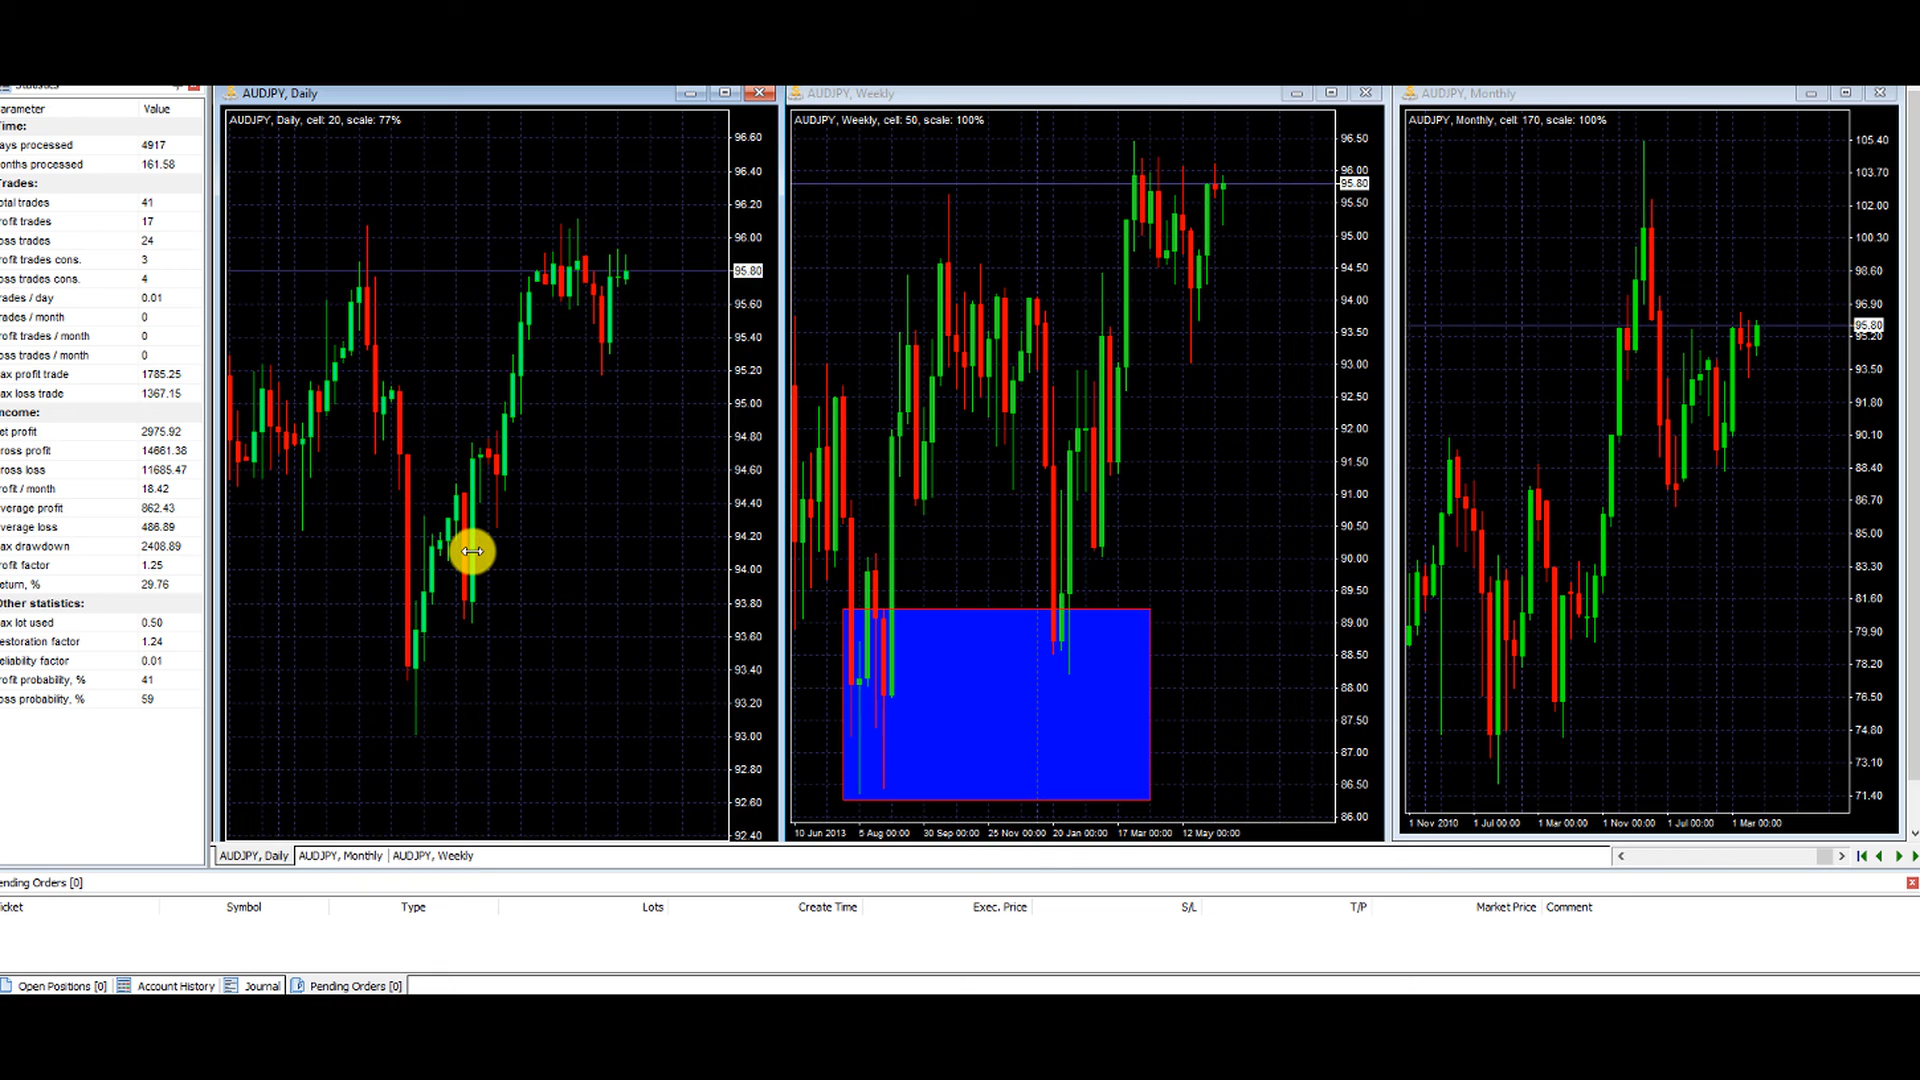 Statistics
arameter Value
ime:
ays processed 4917
onths processed 161.58
rades:
otal trades 41
rofit trades 17
oss trades 24
rofit trades cons. 3
oss trades cons. 4
rades / day 0.01
rades / month 0
rofit trades / month 0
oss trades / month 0
ax profit trade 1785.25
ax loss trade 1367.15
ncome:
et profit 2975.92
ross profit 14661.38
ross loss 11685.47
rofit / month 18.42
verage profit 862.43
verage loss 486.89
ax drawdown 2408.89
rofit factor 1.25
eturn, % 29.76
Other statistics:
ax lot used 0.50
estoration factor 1.24
eliability factor 0.01
rofit probability, % 41
oss probability, % 59
AUDJPY, Daily
AUDJPY, Daily, cell: 20, scale: 77%
96.60
96.40
96.20
96.00
95.80
95.60
95.40
95.20
95.00
94.80
94.60
94.40
94.20
94.00
93.80
93.60
93.40
93.20
93.00
92.80
92.60
92.40
AUDJPY, Weekly
AUDJPY, Weekly, cell: 50, scale: 100%
96.50
96.00
95.80
95.50
95.00
94.50
94.00
93.50
93.00
92.50
92.00
91.50
91.00
90.50
90.00
89.50
89.00
88.50
88.00
87.50
87.00
86.50
86.00
10 Jun 2013 5 Aug 00:00 30 Sep 00:00 25 Nov 00:00 20 Jan 00:00 17 Mar 00:00 12 May 00:00
AUDJPY, Monthly
AUDJPY, Monthly, cell: 170, scale: 100%
105.40
103.70
102.00
100.30
98.60
96.90
95.80
95.20
93.50
91.80
90.10
88.40
86.70
85.00
83.30
81.60
79.90
78.20
76.50
74.80
73.10
71.40
1 Nov 2010 1 Jul 00:00 1 Mar 00:00 1 Nov 00:00 1 Jul 00:00 1 Mar 00:00
AUDJPY, Daily AUDJPY, Monthly AUDJPY, Weekly
ending Orders [0]
icket Symbol Type Lots Create Time Exec. Price S/L T/P Market Price Comment
Open Positions [0] Account History Journal Pending Orders [0]